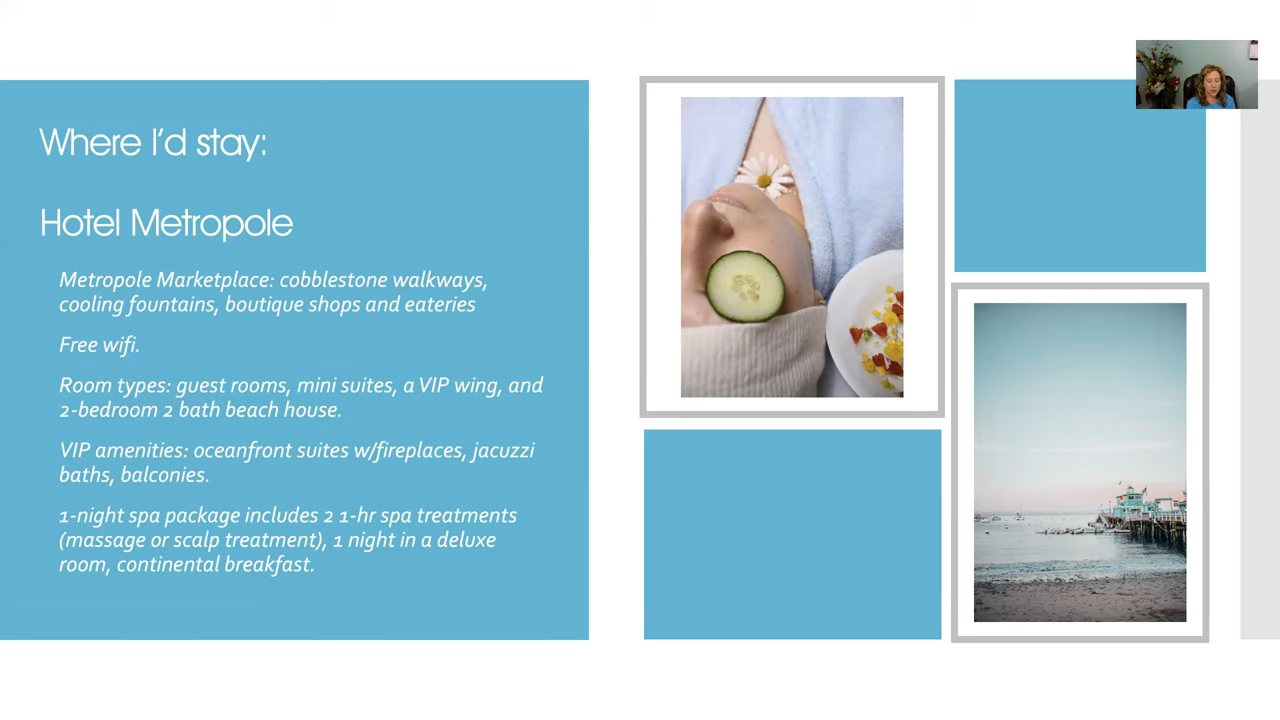 Where I'd stay:
Hotel Metropole
Metropole Marketplace: cobblestone walkways,
cooling fountains, boutique shops and eateries
Free wifi.
Room types: guest rooms, mini suites, a VIP wing, and
2-bedroom 2 bath beach house.
VIP amenities: oceanfront suites w/fireplaces, jacuzzi
baths, balconies.
1-night spa package includes 2 1-hr spa treatments
(massage or scalp treatment), 1 night in a deluxe
room, continental breakfast.